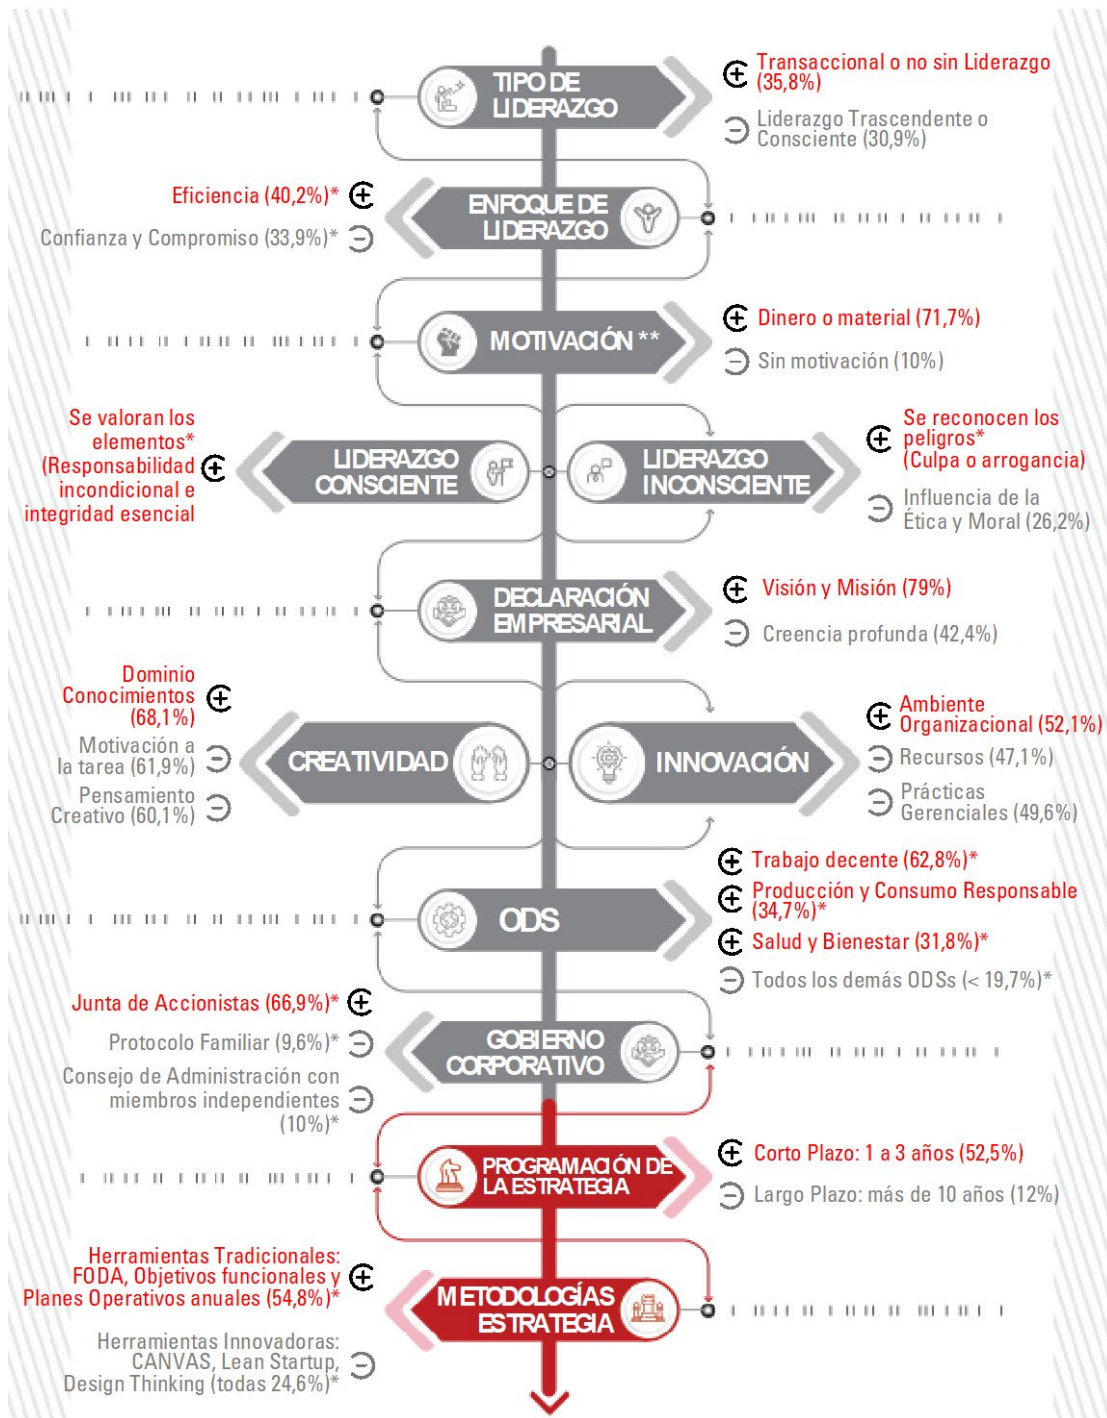 TIPO DE
LIDERAZGO
Transaccional o no sin Liderazgo
(35,8%)
Liderazgo Trascendente o
Consciente (30,9%)
Eficiencia (40,2%)*
Confianza y Compromiso (33,9%)*
ENFOQUE DE
LIDERAZGO
MOTIVACIÓN **
Dinero o material (71,7%)
Sin motivación (10%)
Se valoran los
elementos*
(Responsabilidad
incondicional e
integridad esencial
LIDERAZGO
CONSCIENTE
LIDERAZGO
INCONSCIENTE
Se reconocen los
peligros*
(Culpa o arrogancia)
Influencia de la
Ética y Moral (26,2%)
DECLARACIÓN
EMPRESARIAL
Visión y Misión (79%)
Creencia profunda (42,4%)
Dominio
Conocimientos
(68,1%)
Motivación a
la tarea (61,9%)
Pensamiento
Creativo (60,1%)
CREATIVIDAD
INNOVACIÓN
Ambiente
Organizacional (52,1%)
Recursos (47,1%)
Prácticas
Gerenciales (49,6%)
ODS
Trabajo decente (62,8%)*
Producción y Consumo Responsable
(34,7%)*
Salud y Bienestar (31,8%)*
Todos los demás ODSs (< 19,7%)*
Junta de Accionistas (66,9%)*
Protocolo Familiar (9,6%)*
Consejo de Administración con
miembros independientes
(10%)*
GOBIERNO
CORPORATIVO
PROGRAMACIÓN DE
LA ESTRATEGIA
Corto Plazo: 1 a 3 años (52,5%)
Largo Plazo: más de 10 años (12%)
Herramientas Tradicionales:
FODA, Objetivos funcionales y
Planes Operativos anuales (54,8%)*
Herramientas Innovadoras:
CANVAS, Lean Startup,
Design Thinking (todas 24,6%)*
METODOLOGÍAS
ESTRATEGIA